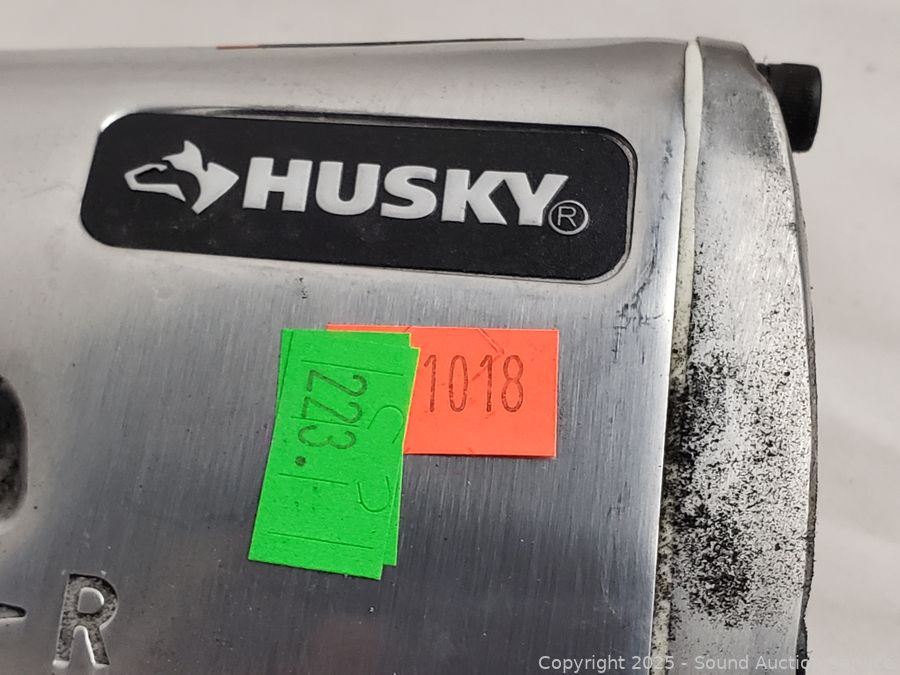 HUSKY®
1018
223.
R
Copyright 2025 - Sound Auction Service